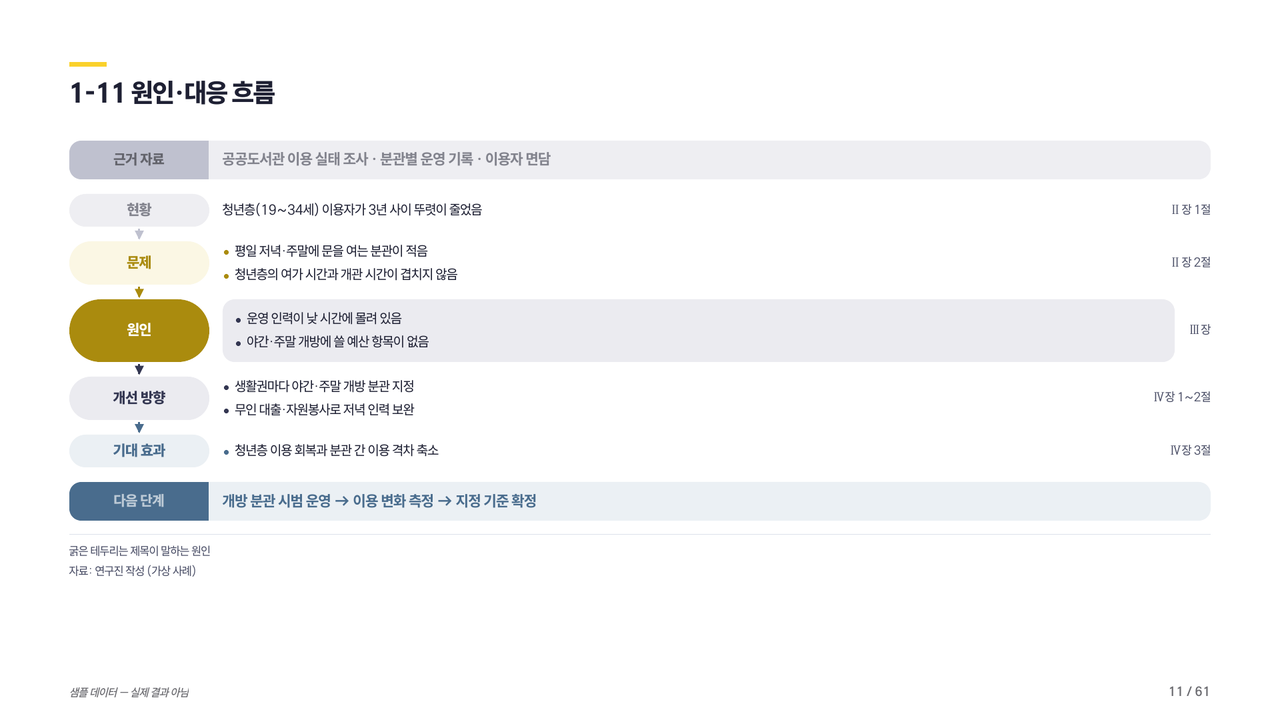 1-11 원인·대응 흐름
근거 자료
공공도서관 이용 실태 조사 · 분관별 운영 기록 · 이용자 면담
현황
청년층(19~34세) 이용자가 3년 사이 뚜렷이 줄었음
Ⅱ장 1절
문제
• 평일 저녁·주말에 문을 여는 분관이 적음
• 청년층의 여가 시간과 개관 시간이 겹치지 않음
Ⅱ장 2절
원인
• 운영 인력이 낮 시간에 몰려 있음
• 야간·주말 개방에 쓸 예산 항목이 없음
Ⅲ장
개선 방향
• 생활권마다 야간·주말 개방 분관 지정
• 무인 대출·자원봉사로 저녁 인력 보완
Ⅳ장 1~2절
기대 효과
• 청년층 이용 회복과 분관 간 이용 격차 축소
Ⅳ장 3절
다음 단계
개방 분관 시범 운영 → 이용 변화 측정 → 지정 기준 확정
굵은 테두리는 제목이 말하는 원인
자료: 연구진 작성 (가상 사례)
샘플 데이터 — 실제 결과 아님
11 / 61